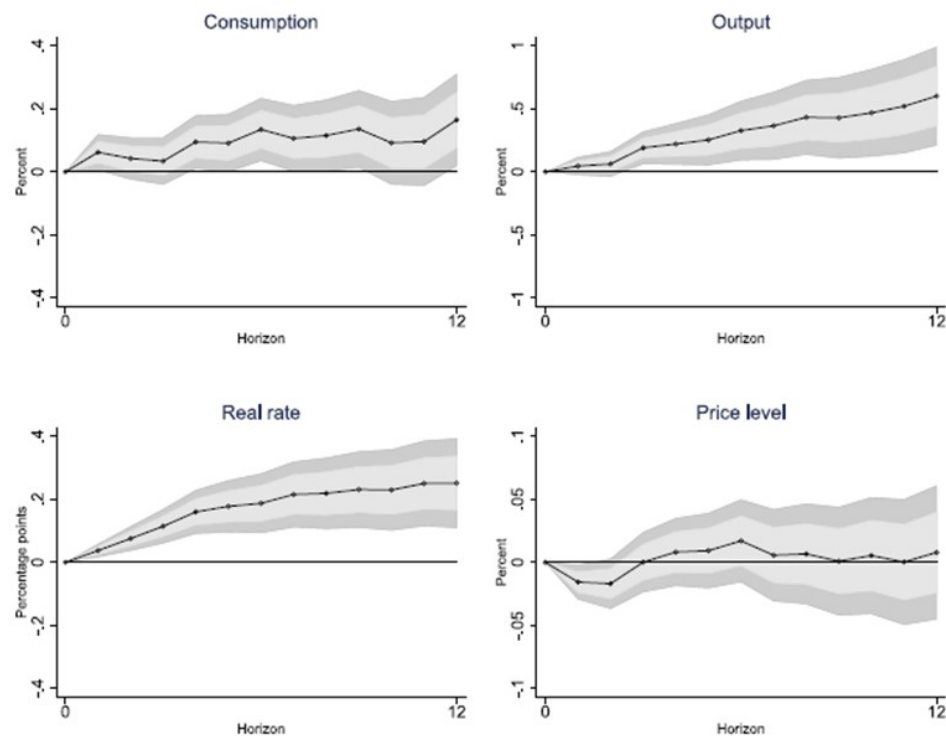 Consumption
Percent
.4
.2
0
-.2
-.4
0
12
Horizon
Output
Percent
1
.5
0
-.5
-1
0
12
Horizon
Real rate
Percentage points
.4
.2
0
-.2
-.4
0
12
Horizon
Price level
Percent
.1
.05
0
-.05
-.1
0
12
Horizon